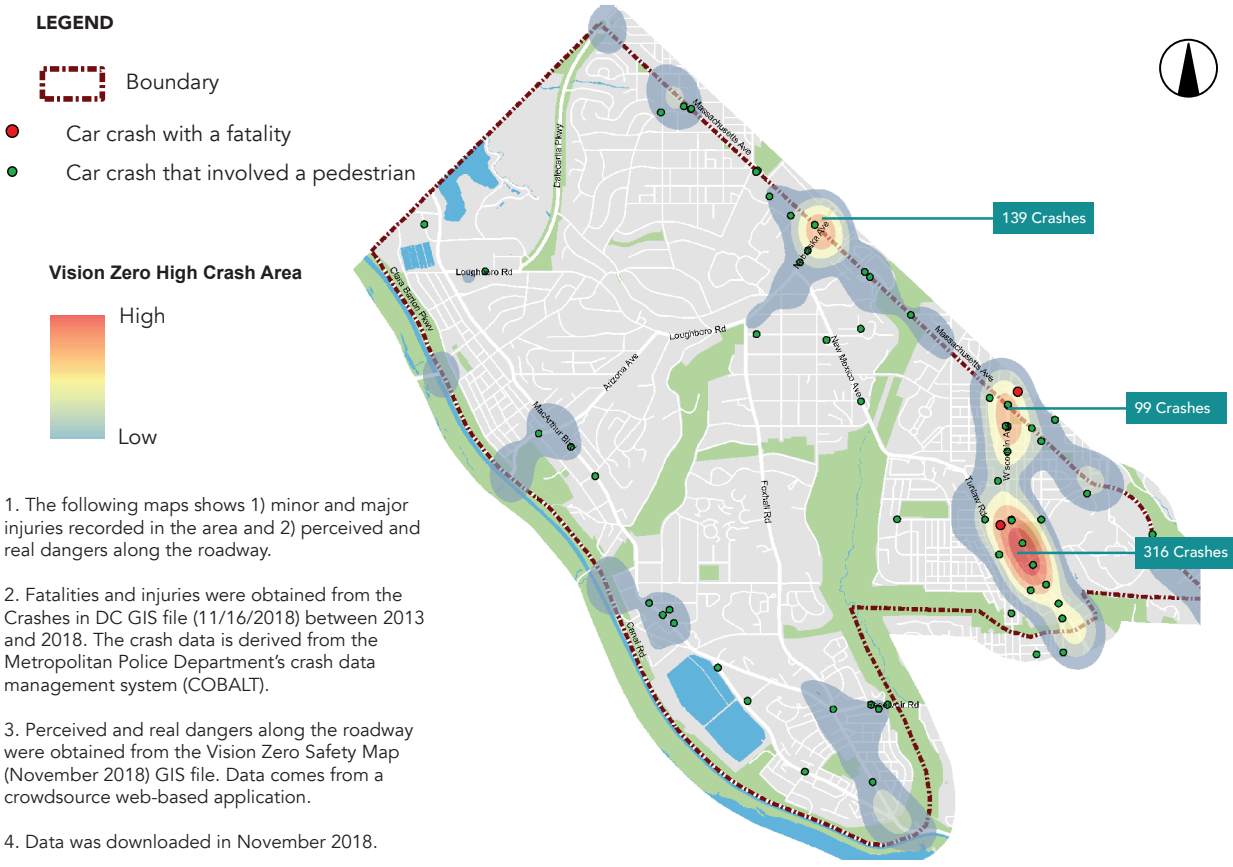 LEGEND
Boundary
Car crash with a fatality
Car crash that involved a pedestrian
Vision Zero High Crash Area
High
Low
1. The following maps shows 1) minor and major
injuries recorded in the area and 2) perceived and
real dangers along the roadway.
2. Fatalities and injuries were obtained from the
Crashes in DC GIS file (11/16/2018) between 2013
and 2018. The crash data is derived from the
Metropolitan Police Department's crash data
management system (COBALT).
3. Perceived and real dangers along the roadway
were obtained from the Vision Zero Safety Map
(November 2018) GIS file. Data comes from a
crowdsource web-based application.
4. Data was downloaded in November 2018.
Massachusetts Ave
Dalecarlia Pkwy
139 Crashes
Nebraska Ave
Loughboro Rd
Clara Barton Pkwy
Loughboro Rd
Massachusetts Ave
New Mexico Ave
Arizona Ave
99 Crashes
MacArthur Blvd
Wisconsin Ave
Tunlaw Rd
Foxhall Rd
316 Crashes
Canal Rd
Reservoir Rd